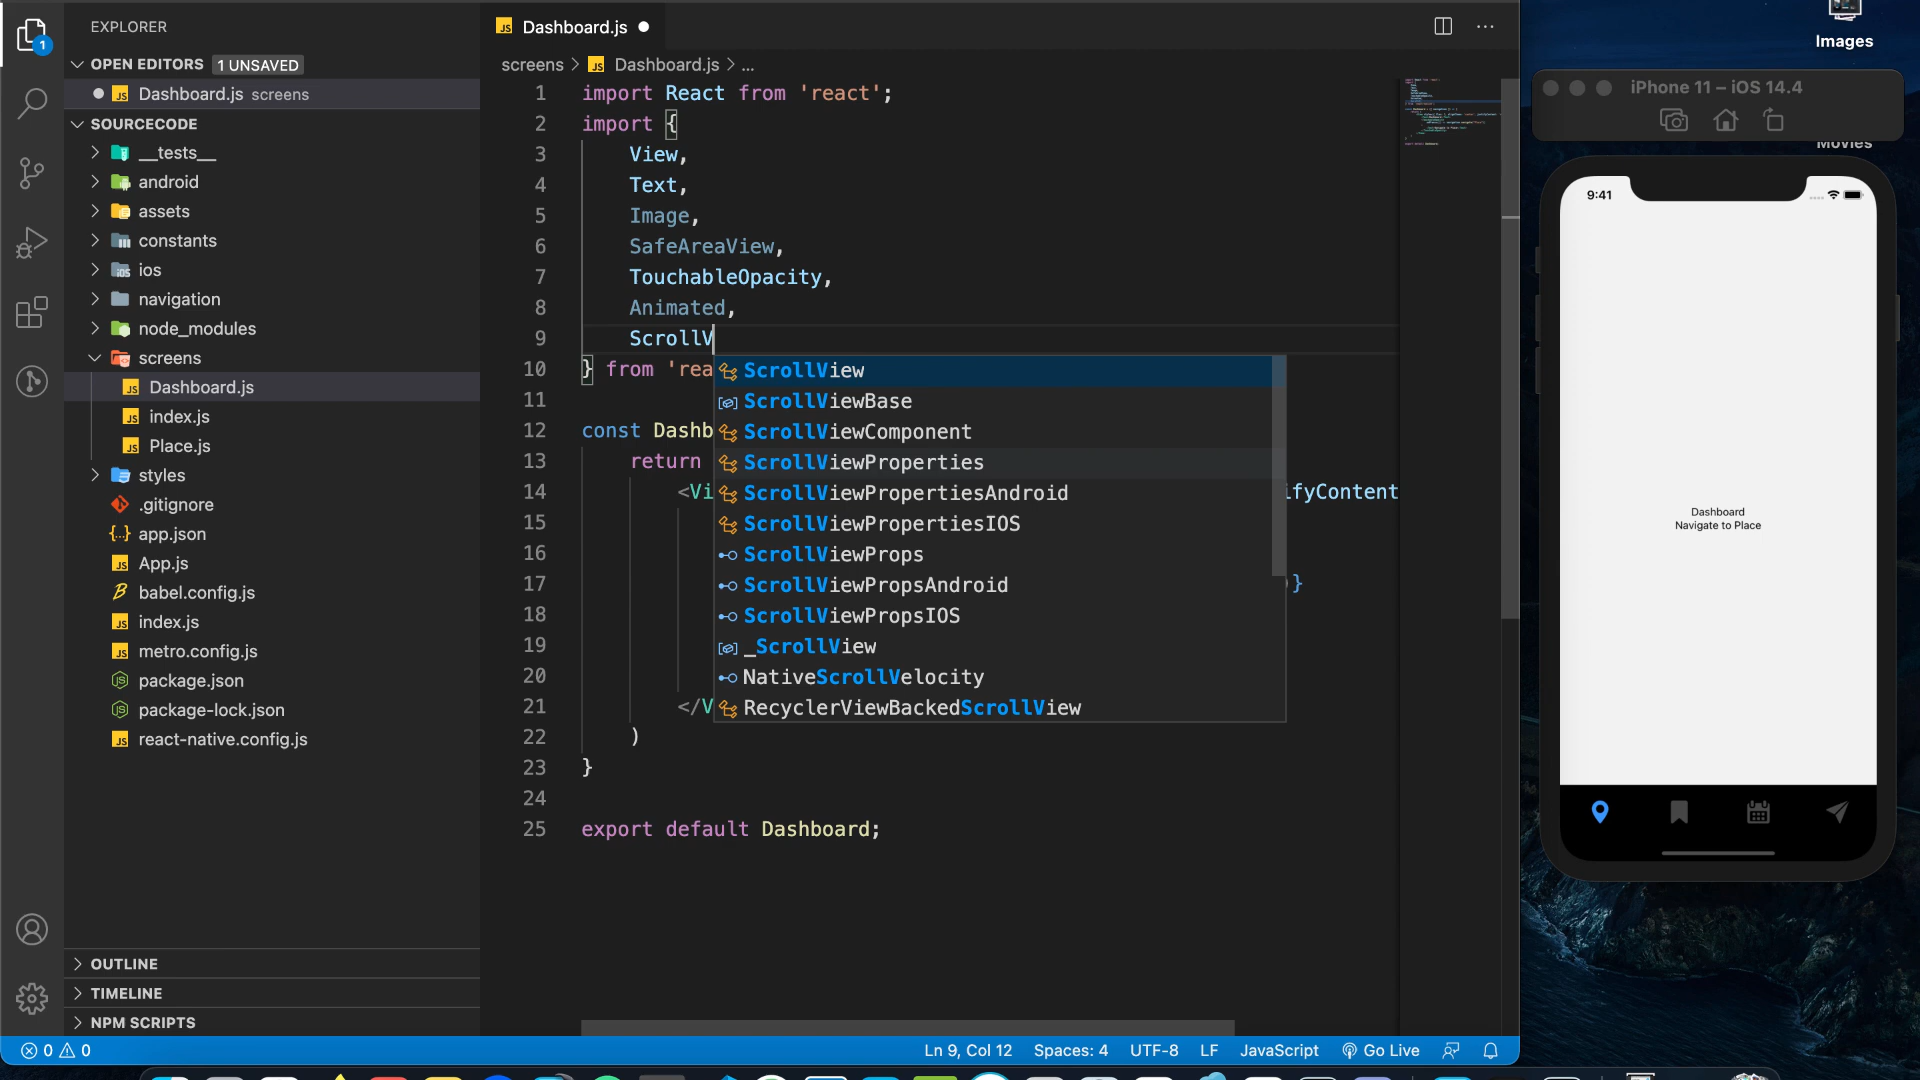 EXPLORER
OPEN EDITORS 1 UNSAVED
Dashboard.js screens
SOURCECODE
__tests__
android
assets
constants
ios
navigation
node_modules
screens
Dashboard.js
index.js
Place.js
styles
.gitignore
app.json
App.js
babel.config.js
index.js
metro.config.js
package.json
package-lock.json
react-native.config.js
OUTLINE
TIMELINE
NPM SCRIPTS
Dashboard.js
screens > Dashboard.js > ...
1 import React from 'react';
2 import {
3 View,
4 Text,
5 Image,
6 SafeAreaView,
7 TouchableOpacity,
8 Animated,
9 ScrollV
10 } from 'rea
11
12 const Dashb
13 return
14 <Vi ifyContent
15
16
17 }
18
19
20
21 </V
22 )
23 }
24
25 export default Dashboard;
ScrollView
ScrollViewBase
ScrollViewComponent
ScrollViewProperties
ScrollViewPropertiesAndroid
ScrollViewPropertiesIOS
ScrollViewProps
ScrollViewPropsAndroid
ScrollViewPropsIOS
_ScrollView
NativeScrollVelocity
RecyclerViewBackedScrollView
0 0
Ln 9, Col 12 Spaces: 4 UTF-8 LF JavaScript Go Live
Images
iPhone 11 – iOS 14.4
Movies
9:41
Dashboard
Navigate to Place